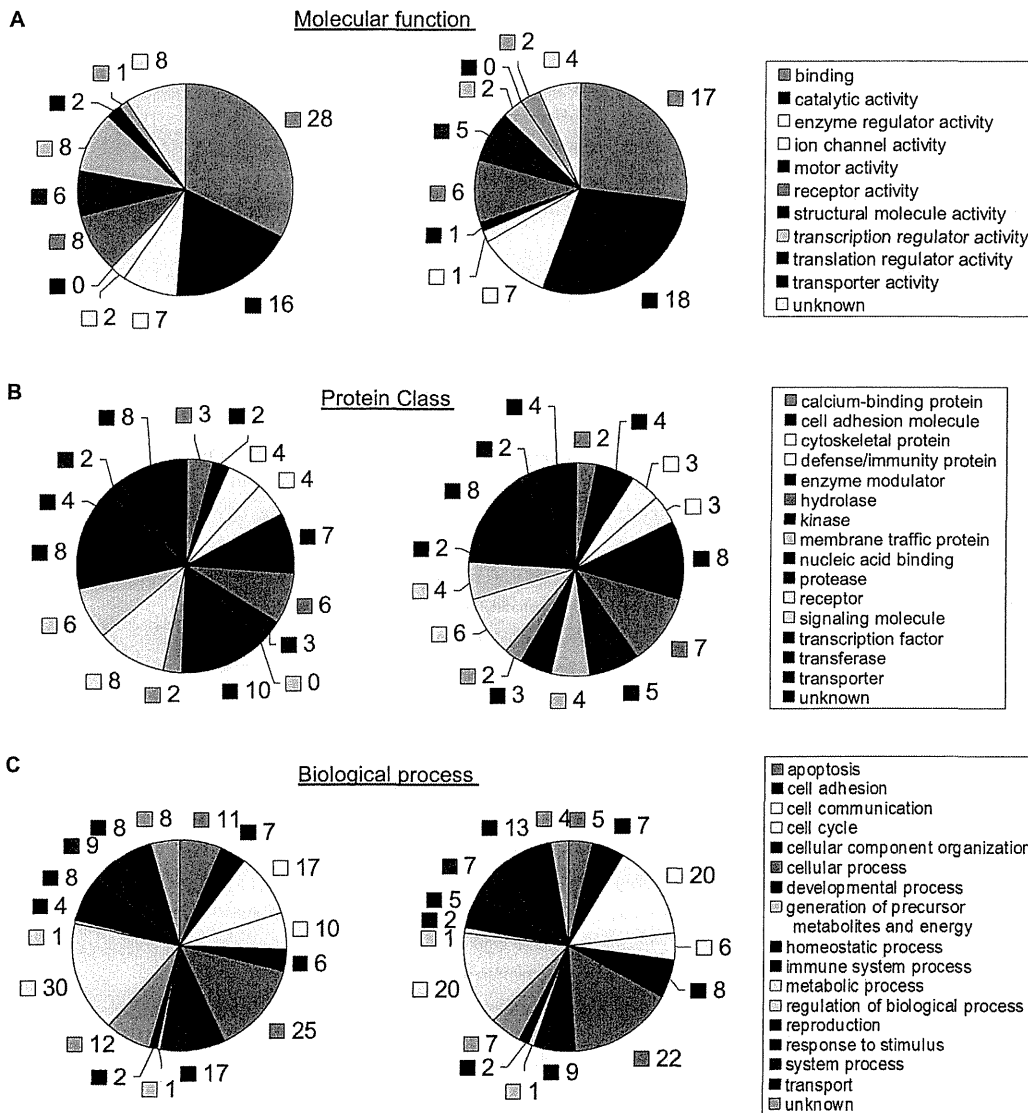 A
Molecular function
8
1
2
8
6
8
0
2
7
16
28
2
0
2
4
5
6
1
1
7
18
17
binding
catalytic activity
enzyme regulator activity
ion channel activity
motor activity
receptor activity
structural molecule activity
transcription regulator activity
translation regulator activity
transporter activity
unknown
B
Protein Class
8
3
2
4
4
2
4
8
7
6
6
3
0
8
2
10
4
2
4
2
3
8
3
2
8
4
6
7
2
3
4
5
calcium-binding protein
cell adhesion molecule
cytoskeletal protein
defense/immunity protein
enzyme modulator
hydrolase
kinase
membrane traffic protein
nucleic acid binding
protease
receptor
signaling molecule
transcription factor
transferase
transporter
unknown
C
Biological process
8
8
11
7
9
17
8
4
10
1
6
30
25
12
2
1
17
13
4
5
7
7
20
5
2
1
6
20
8
7
2
1
9
22
apoptosis
cell adhesion
cell communication
cell cycle
cellular component organization
cellular process
developmental process
generation of precursor
metabolites and energy
homeostatic process
immune system process
metabolic process
regulation of biological process
reproduction
response to stimulus
system process
transport
unknown